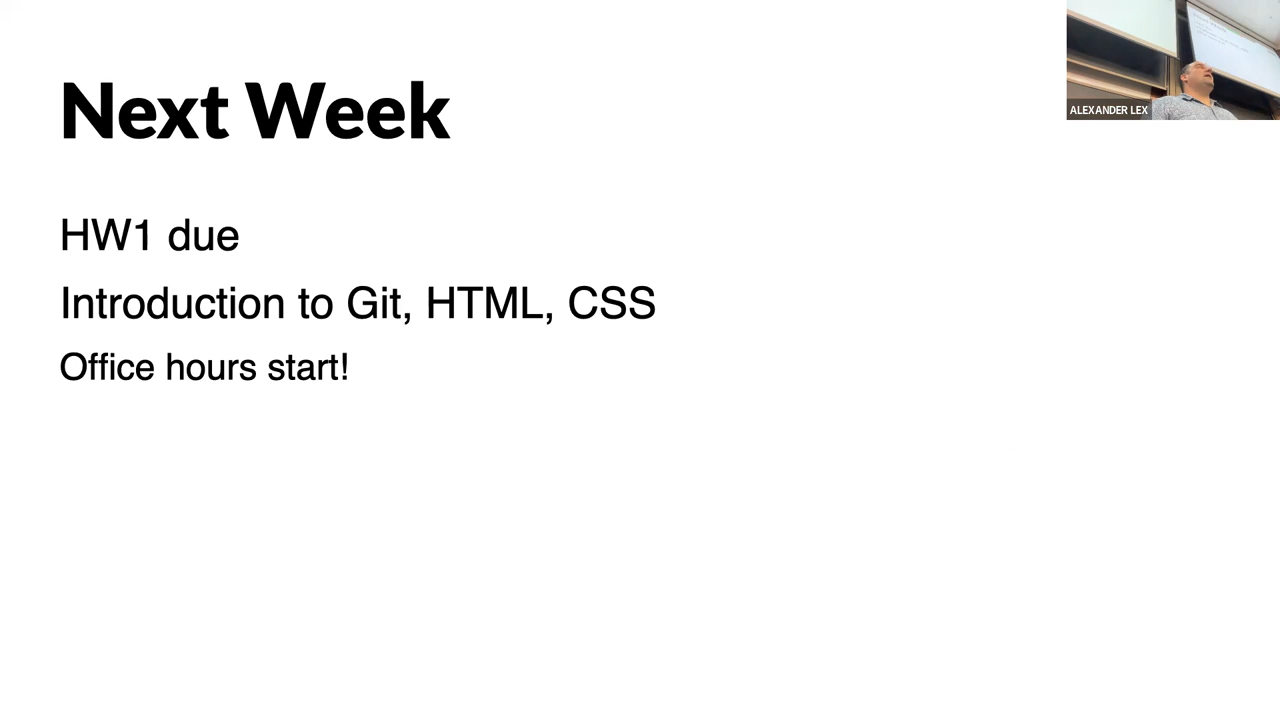 Next Week
ALEXANDER LEX
HW1 due
Introduction to Git, HTML, CSS
Office hours start!